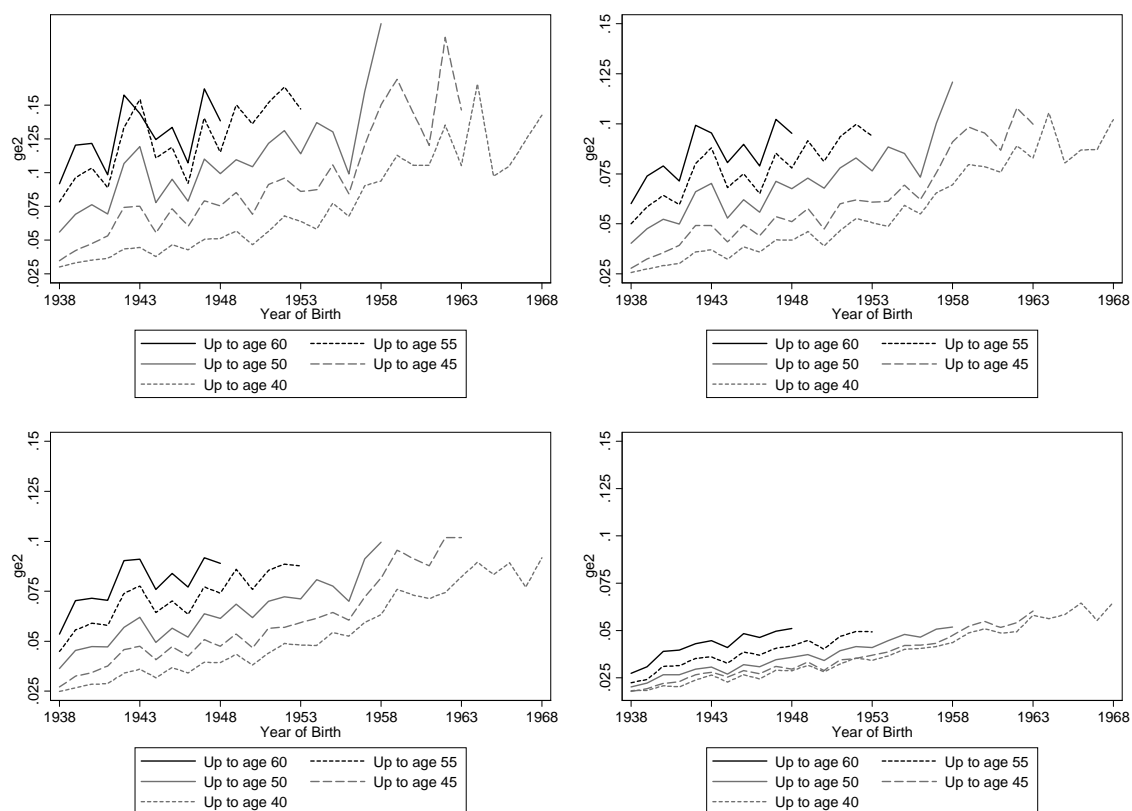 ge2
.025 .05 .075 .1 .125 .15
1938 1943 1948 1953 1958 1963 1968
Year of Birth
Up to age 60 Up to age 55
Up to age 50 Up to age 45
Up to age 40
ge2
.025 .05 .075 .1 .125 .15
1938 1943 1948 1953 1958 1963 1968
Year of Birth
Up to age 60 Up to age 55
Up to age 50 Up to age 45
Up to age 40
ge2
.025 .05 .075 .1 .125 .15
1938 1943 1948 1953 1958 1963 1968
Year of Birth
Up to age 60 Up to age 55
Up to age 50 Up to age 45
Up to age 40
ge2
.025 .05 .075 .1 .125 .15
1938 1943 1948 1953 1958 1963 1968
Year of Birth
Up to age 60 Up to age 55
Up to age 50 Up to age 45
Up to age 40